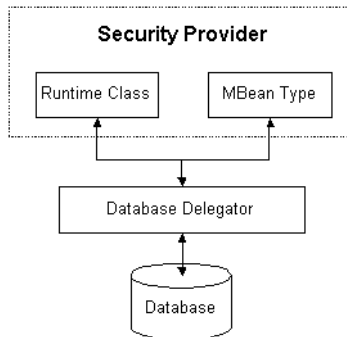 Security Provider
Runtime Class
MBean Type
Database Delegator
Database